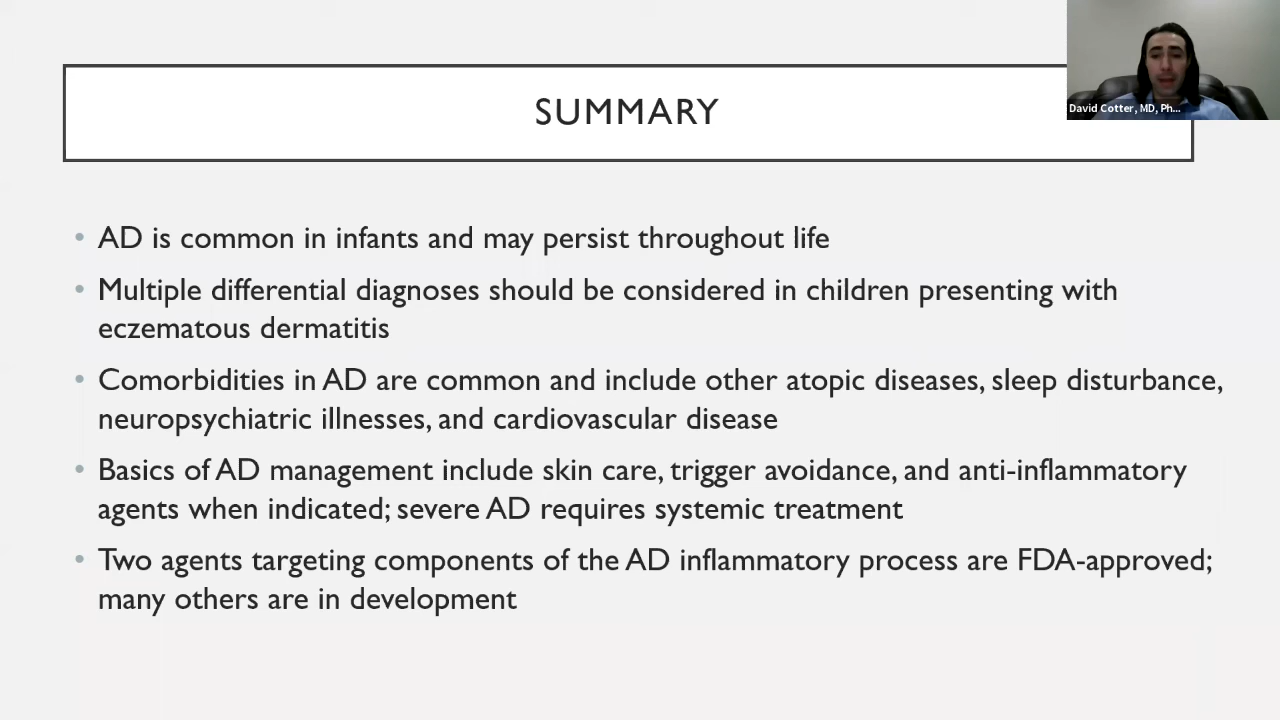 SUMMARY
David Cotter, MD, Ph...
• AD is common in infants and may persist throughout life
• Multiple differential diagnoses should be considered in children presenting with
eczematous dermatitis
• Comorbidities in AD are common and include other atopic diseases, sleep disturbance,
neuropsychiatric illnesses, and cardiovascular disease
• Basics of AD management include skin care, trigger avoidance, and anti-inflammatory
agents when indicated; severe AD requires systemic treatment
• Two agents targeting components of the AD inflammatory process are FDA-approved;
many others are in development